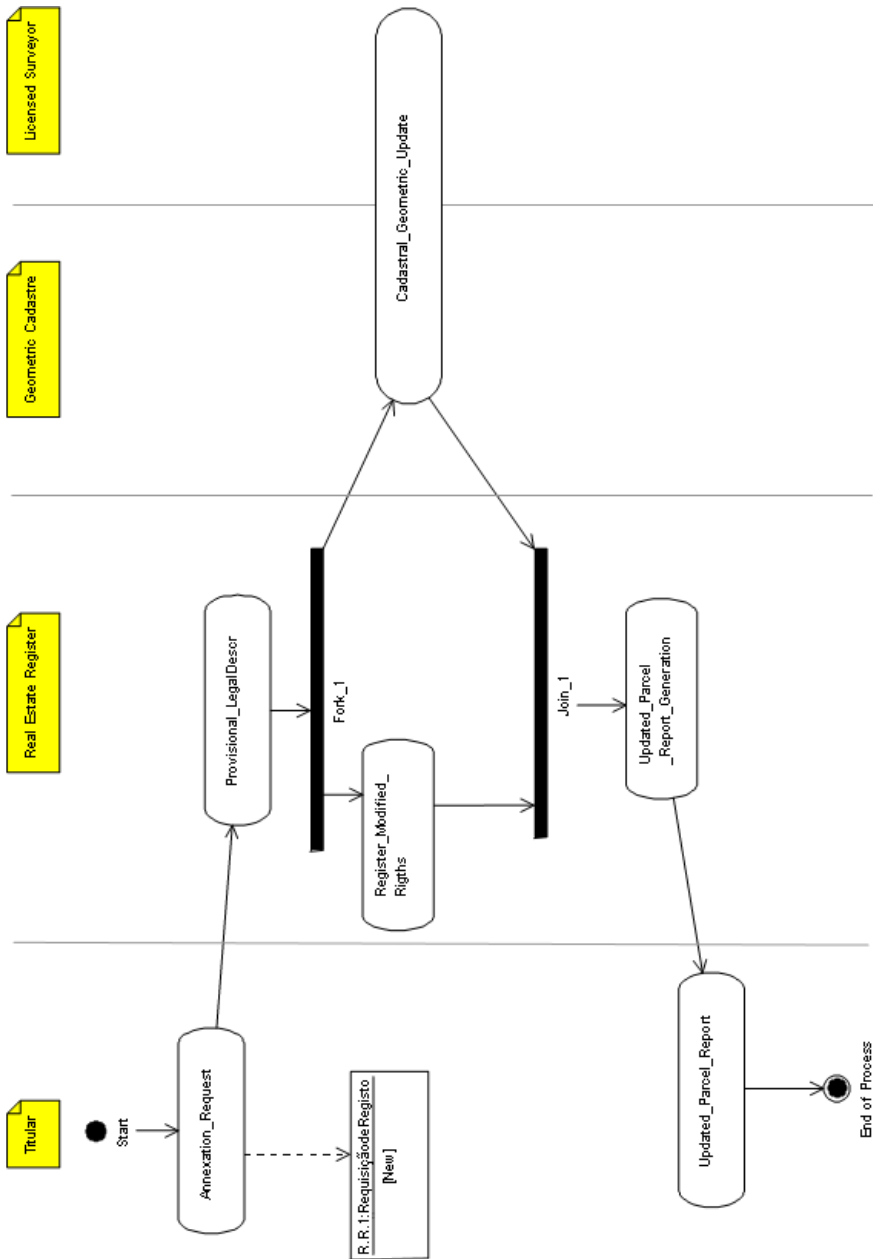 Titular
Real Estate Register
Geometric Cadastre
Licensed Surveyor
Start
Annexation_Request
R.R.1:RequisiçãodeRegisto
[New]
Provisional_LegalDescr
Fork_1
Register_Modified_
Rigths
Cadastral_Geometric_Update
Join_1
Updated_Parcel
_Report_Generation
Updated_Parcel_Report
End of Process